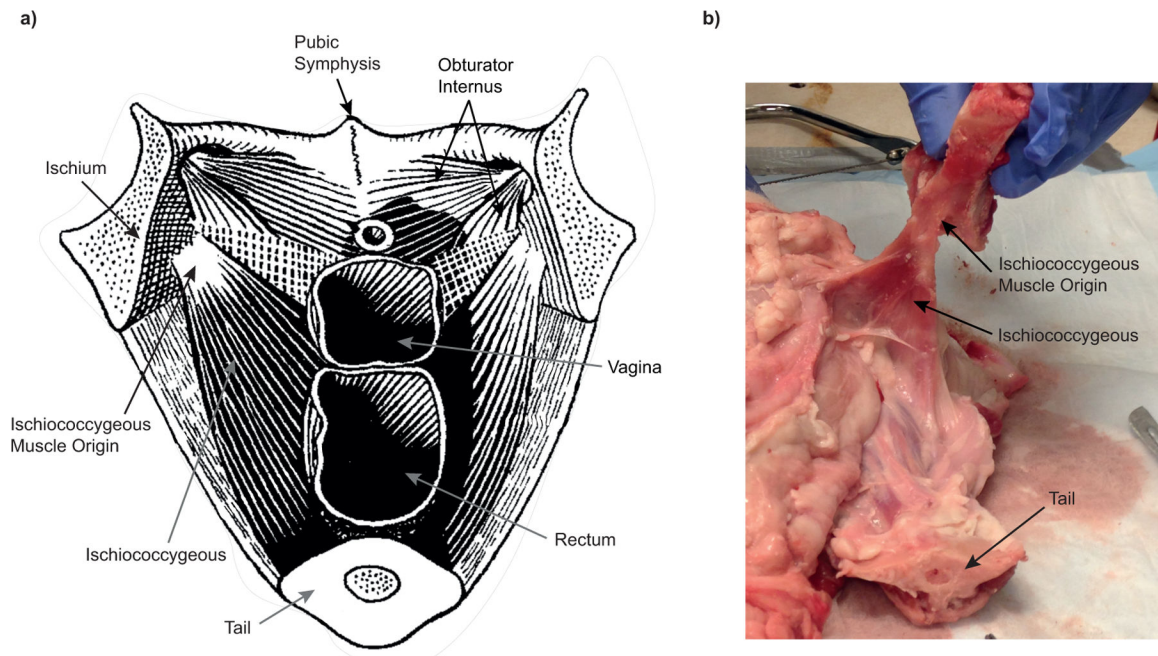 a)
Pubic
Symphysis
Obturator
Internus
Ischium
Ischiococcygeous
Muscle Origin
Vagina
Ischiococcygeous
Rectum
Tail
b)
Ischiococcygeous
Muscle Origin
Ischiococcygeous
Tail